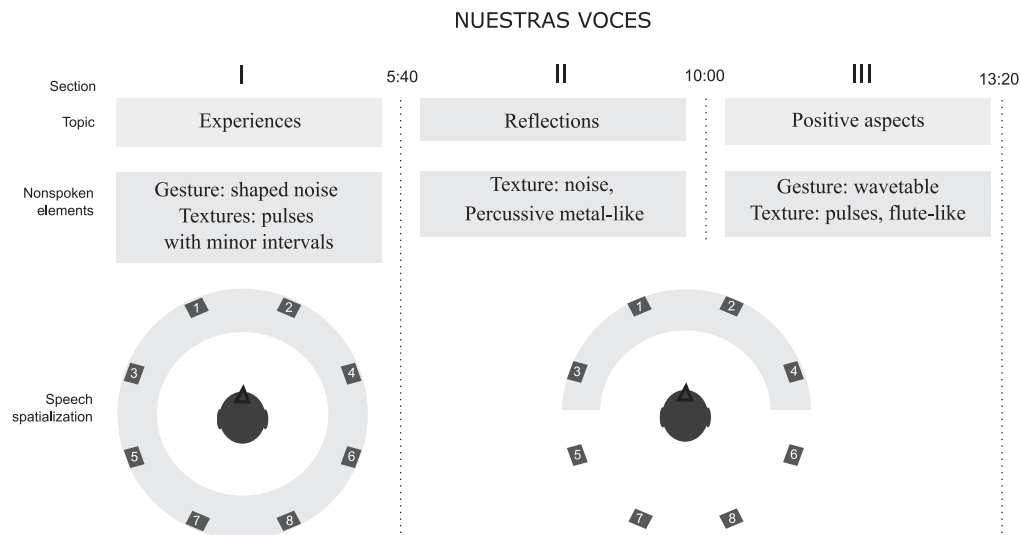 NUESTRAS VOCES
Section
I
5:40
II
10:00
III
13:20
Topic
Experiences
Reflections
Positive aspects
Nonspoken
elements
Gesture: shaped noise
Textures: pulses
with minor intervals
Texture: noise,
Percussive metal-like
Gesture: wavetable
Texture: pulses, flute-like
Speech
spatialization
1
2
3
4
5
6
7
8
1
2
3
4
5
6
7
8